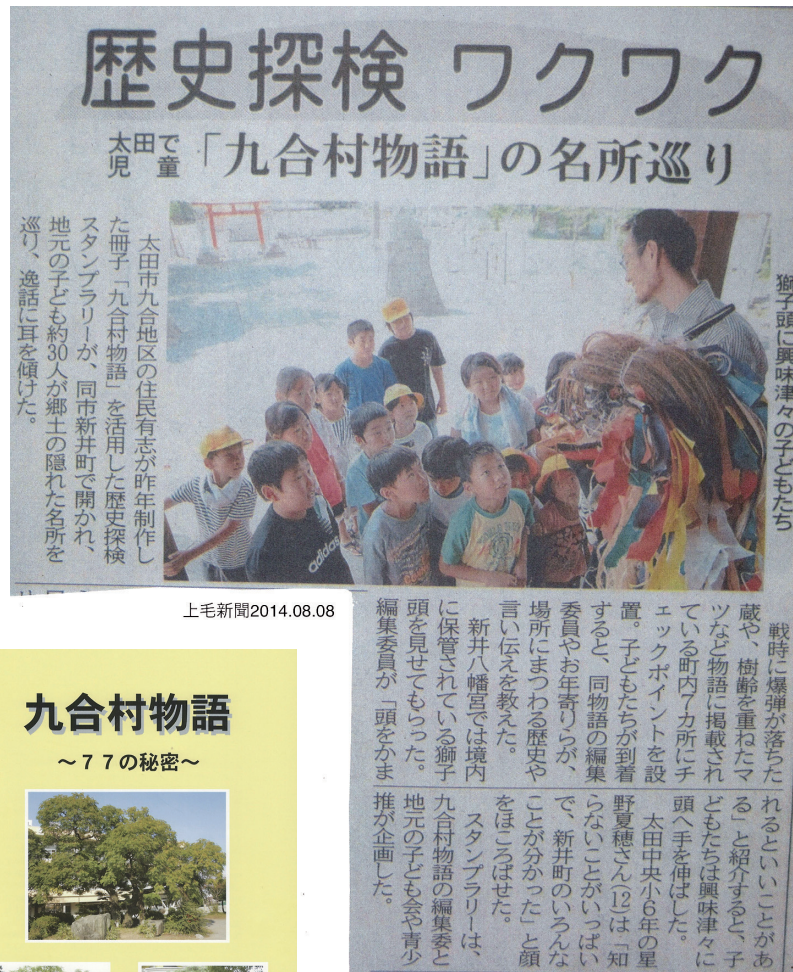 歴史探検 ワクワク
太田で
児童
「九合村物語」の名所巡り
獅子頭に興味津々の子どもたち
太田市九合地区の住民有志が昨年制作し
た冊子「九合村物語」を活用した歴史探検
スタンプラリーが、同市新井町で開かれ、
地元の子ども約30人が郷土の隠れた名所を
巡り、逸話に耳を傾けた。
戦時に爆弾が落ちた
蔵や、樹齢を重ねたマ
ツなど物語に掲載され
ている町内7カ所にチ
ェックポイントを設
置。子どもたちが到着
すると、同物語の編集
委員やお年寄りらが、
場所にまつわる歴史や
言い伝えを教えた。
新井八幡宮では境内
に保管されている獅子
頭を見せてもらった。
編集委員が「頭をかま
れるといいことがあ
る」と紹介すると、子
どもたちは興味津々に
頭へ手を伸ばした。
太田中央小6年の星
野夏穂さん(12)は「知
らないことがいっぱい
で、新井町のいろんな
ことが分かった」と顔
をほころばせた。
スタンプラリーは、
九合村物語の編集委と
地元の子ども会や青少
推が企画した。
上毛新聞2014.08.08
九合村物語
～77の秘密～
adidas